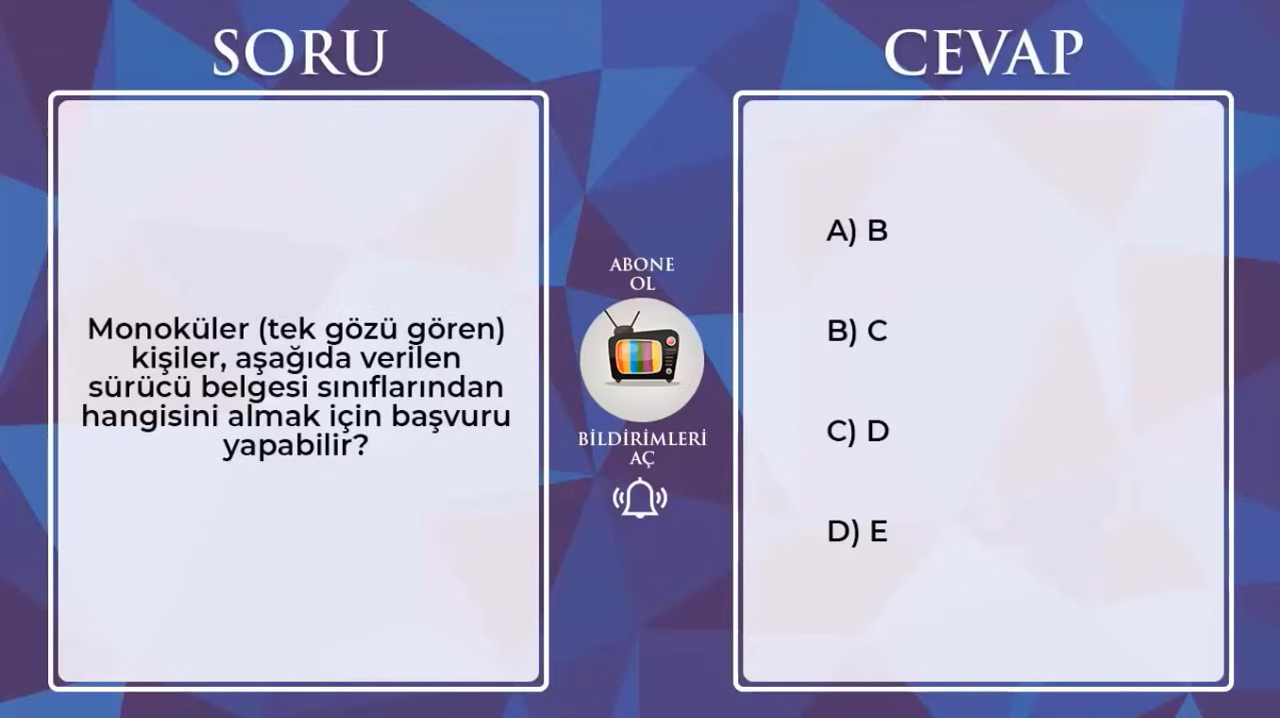 SORU
Monoküler (tek gözü gören)
kişiler, aşağıda verilen
sürücü belgesi sınıflarından
hangisini almak için başvuru
yapabilir?
ABONE
OL
BİLDİRİMLERİ
AÇ
CEVAP
A) B
B) C
C) D
D) E